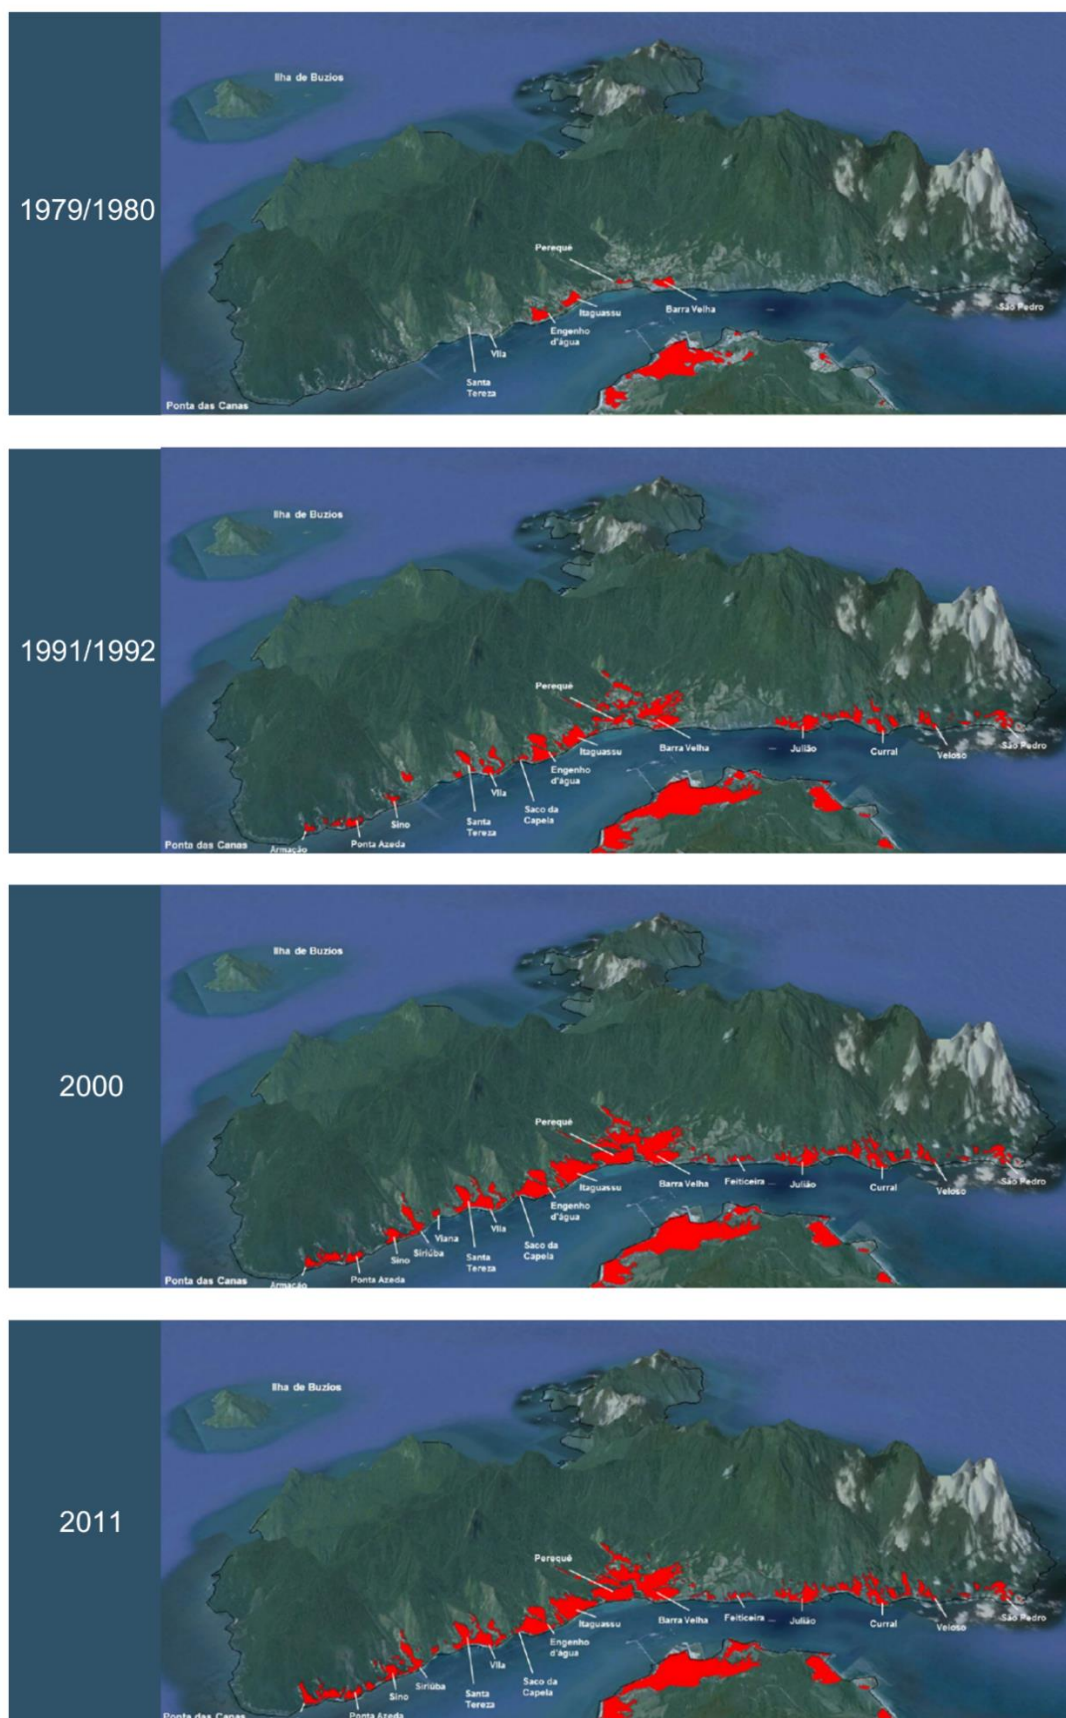 1979/1980
Ilha de Buzios
Perequê
Barra Velha
Itaguassu
São Pedro
Engenho
d'água
Vila
Santa
Tereza
Ponta das Canas
1991/1992
Ilha de Buzios
Perequê
Itaguassu
Barra Velha
Julião
Curral
Veloso
São Pedro
Engenho
d'água
Vila
Saco da
Capela
Santa
Tereza
Sino
Ponta Azeda
Armação
Ponta das Canas
2000
Ilha de Buzios
Perequê
Itaguassu
Barra Velha
Feiticeira
Julião
Curral
Veloso
São Pedro
Engenho
d'água
Vila
Saco da
Capela
Santa
Tereza
Viana
Siriúba
Sino
Ponta Azeda
Armação
Ponta das Canas
2011
Ilha de Buzios
Perequê
Itaguassu
Barra Velha
Feiticeira
Julião
Curral
Veloso
São Pedro
Engenho
d'água
Vila
Saco da
Capela
Santa
Tereza
Siriúba
Sino
Ponta Azeda
Ponta das Canas